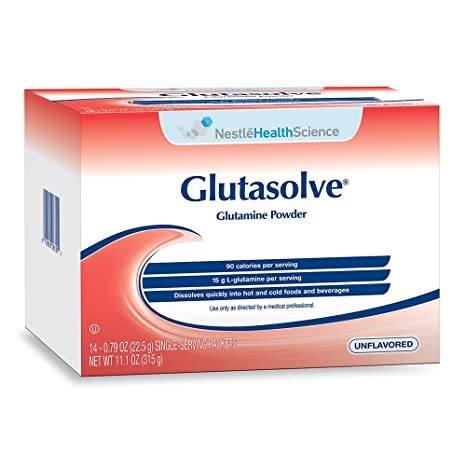 NestléHealthScience
Glutasolve®
Glutamine Powder
90 calories per serving
15 g L-glutamine per serving
Dissolves quickly into hot and cold foods and beverages
Use only as directed by a medical professional.
14 - 0.79 OZ (22.5 g) SINGLE-SERVING PACKETS
NET WT 11.1 OZ (315 g)
UNFLAVORED